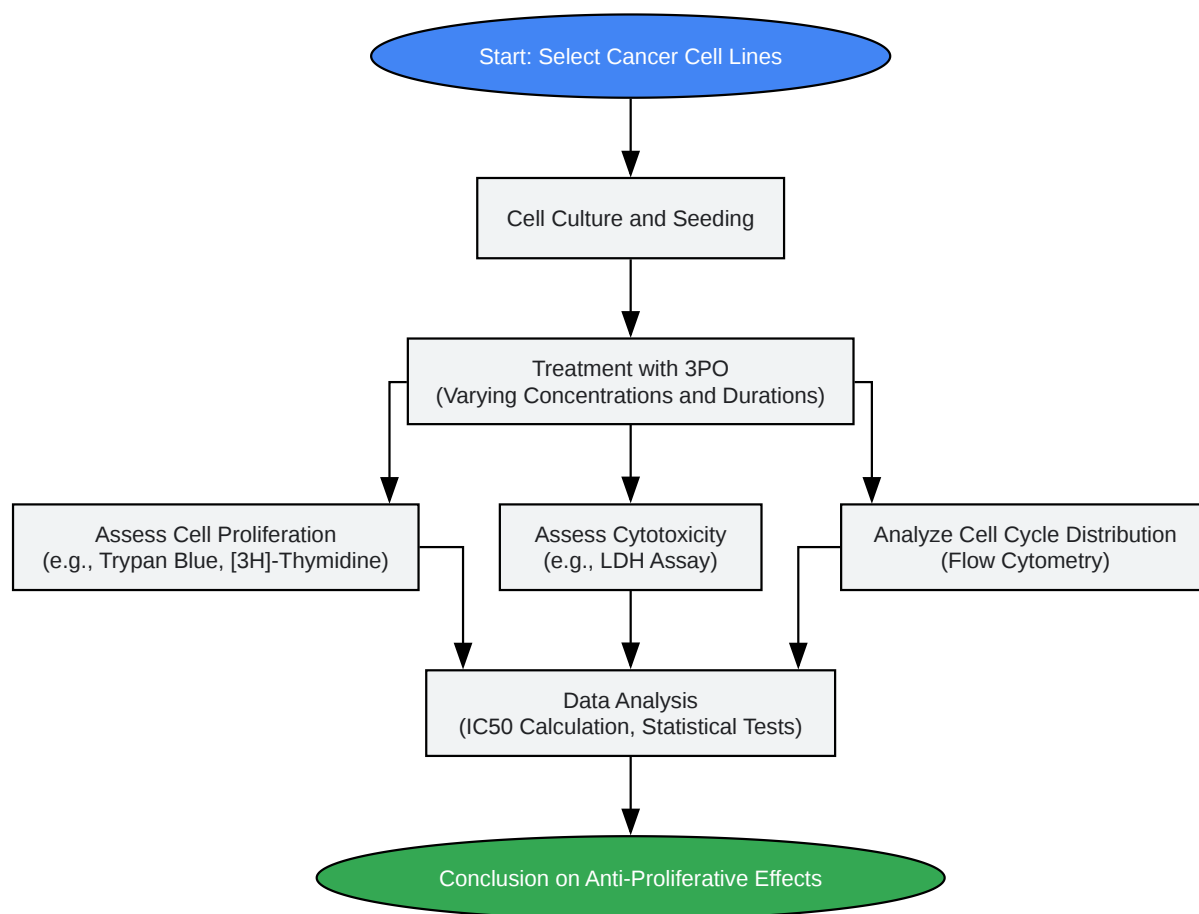 Start: Select Cancer Cell Lines
Cell Culture and Seeding
Treatment with 3PO
(Varying Concentrations and Durations)
Assess Cell Proliferation
(e.g., Trypan Blue, [3H]-Thymidine)
Assess Cytotoxicity
(e.g., LDH Assay)
Analyze Cell Cycle Distribution
(Flow Cytometry)
Data Analysis
(IC50 Calculation, Statistical Tests)
Conclusion on Anti-Proliferative Effects